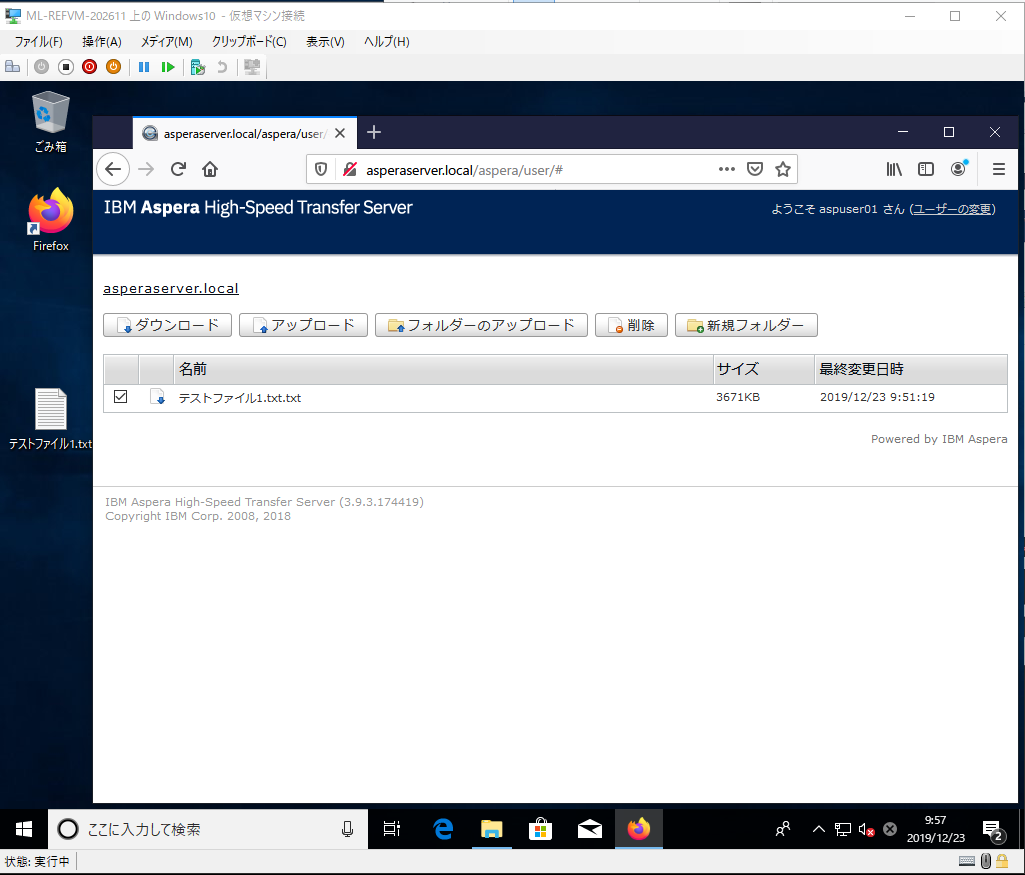 ML-REFVM-202611 上の Windows10 - 仮想マシン接続
ファイル(F) 操作(A) メディア(M) クリップボード(C) 表示(V) ヘルプ(H)
ごみ箱
asperaserver.local/aspera/user/
asperaserver.local/aspera/user/#
IBM Aspera High-Speed Transfer Server
ようこそ aspuser01 さん (ユーザーの変更)
Firefox
asperaserver.local
ダウンロード アップロード フォルダーのアップロード 削除 新規フォルダー
名前 サイズ 最終変更日時
テストファイル1.txt.txt 3671KB 2019/12/23 9:51:19
テストファイル1.txt
Powered by IBM Aspera
IBM Aspera High-Speed Transfer Server (3.9.3.174419)
Copyright IBM Corp. 2008, 2018
ここに入力して検索
9:57
2019/12/23
2
状態: 実行中